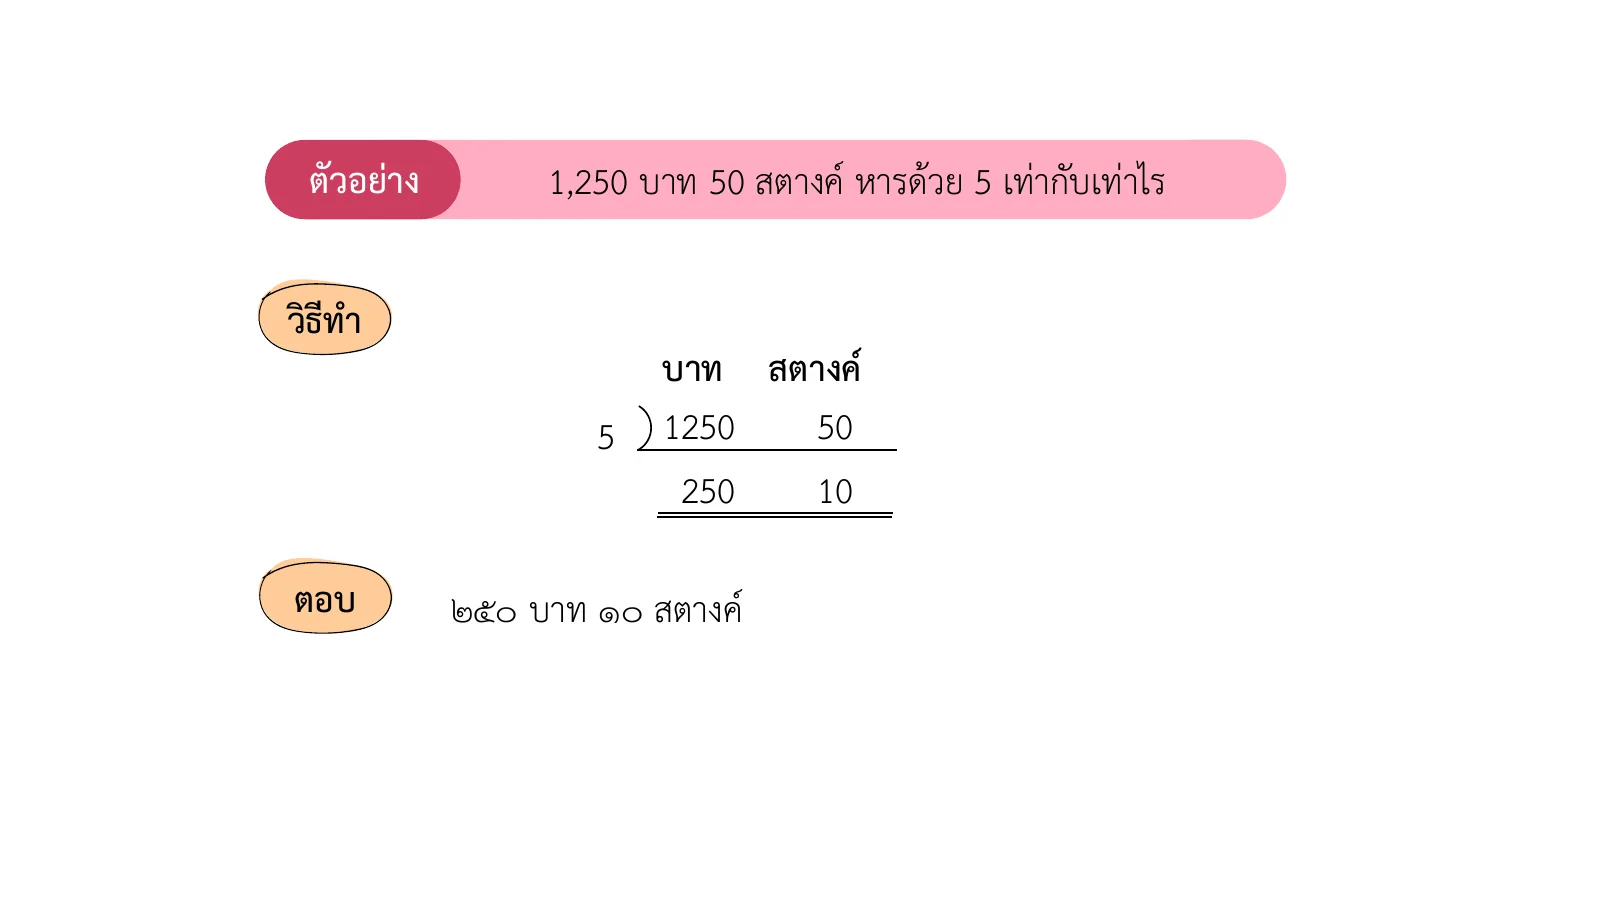 ตัวอย่าง 1,250 บาท 50 สตางค์ หารด้วย 5 เท่ากับเท่าไร
วิธีทำ
บาท สตางค์
5 ) 1250 50
250 10
ตอบ ๒๕๐ บาท ๑๐ สตางค์